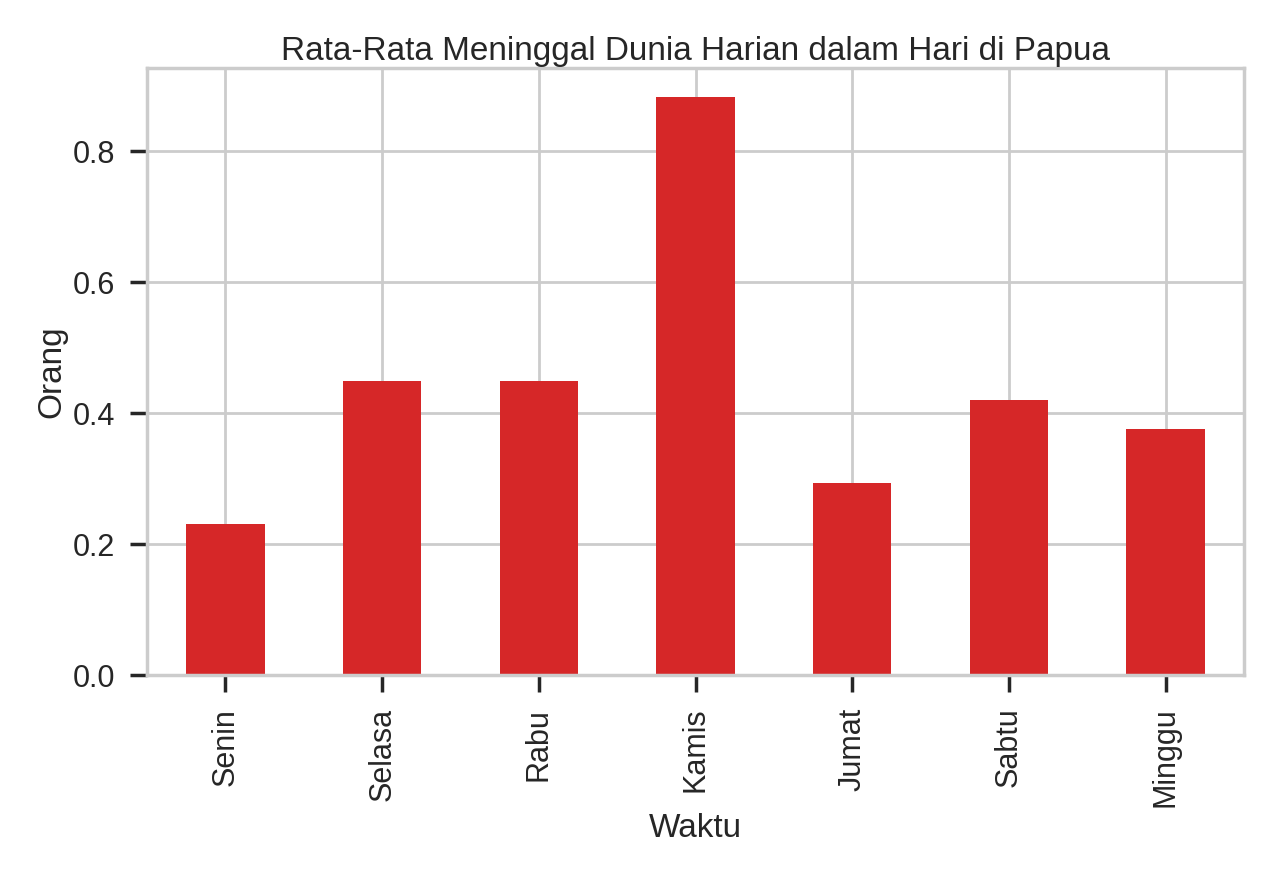 Rata-Rata Meninggal Dunia Harian dalam Hari di Papua
0.8
0.6
0.4
0.2
0.0
Orang
Senin
Selasa
Rabu
Kamis
Jumat
Sabtu
Minggu
Waktu